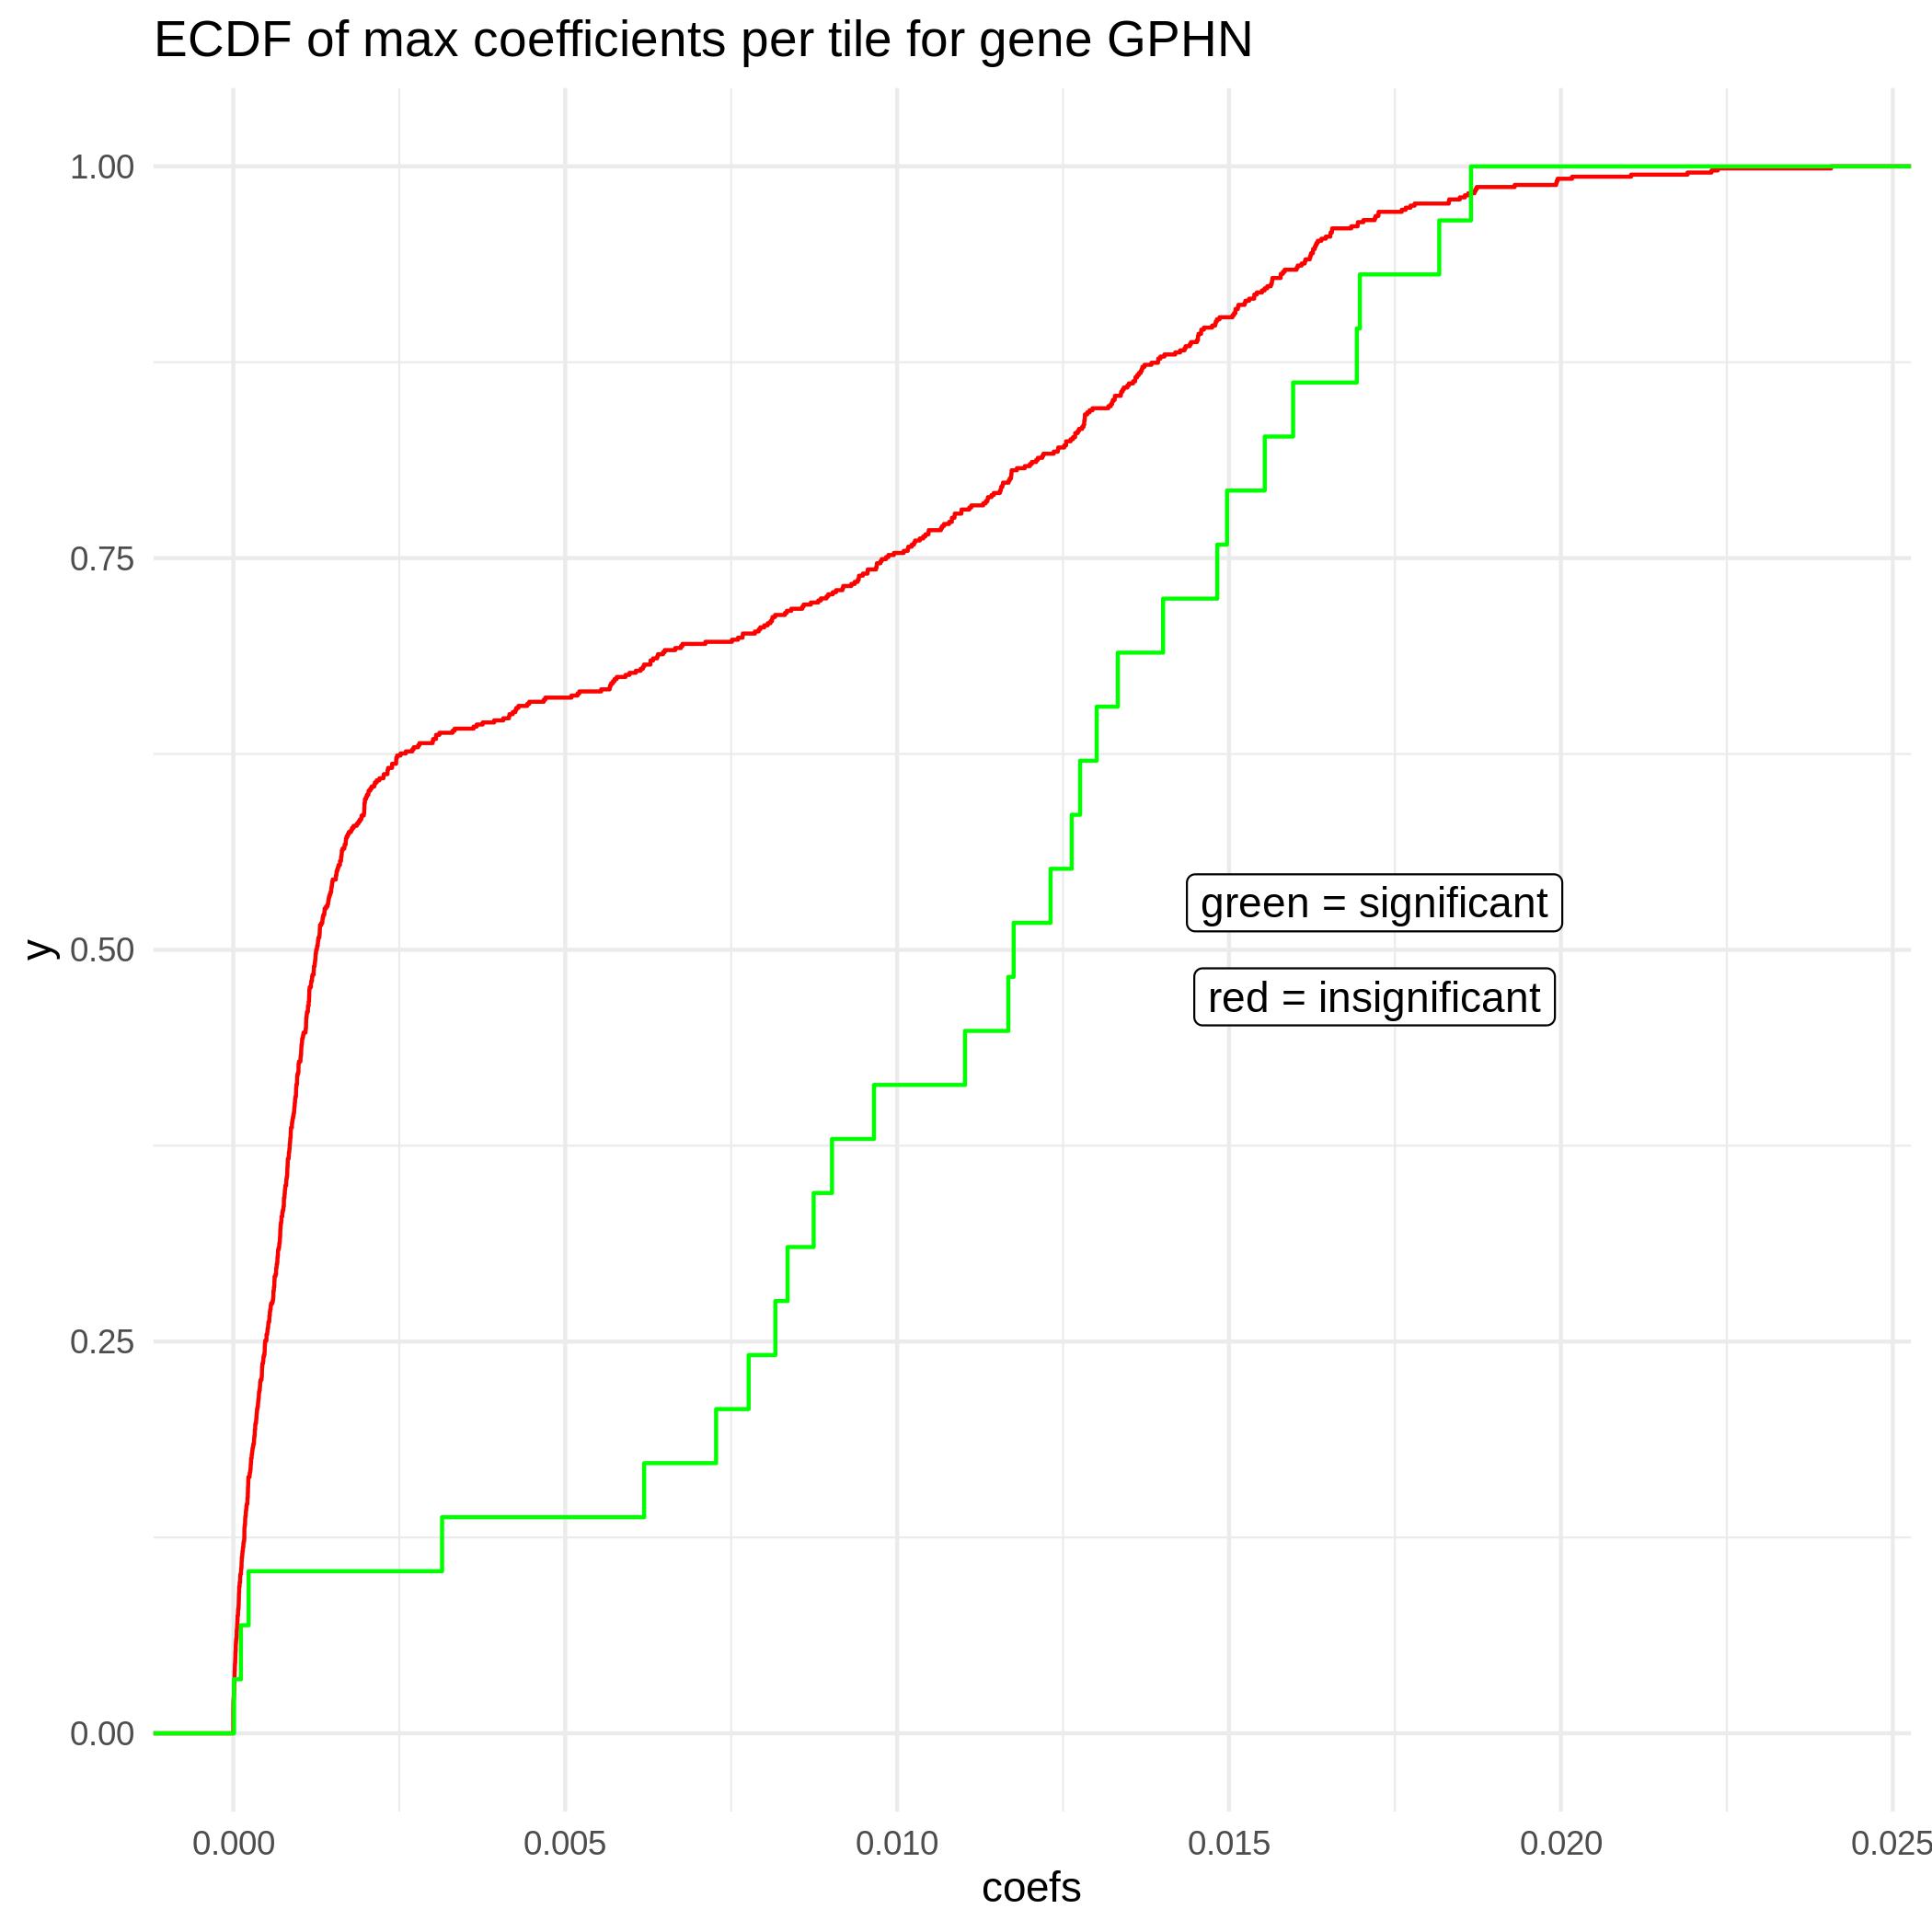 ECDF of max coefficients per tile for gene GPHN
1.00
0.75
0.50
0.25
0.00
y
green = significant
red = insignificant
0.000 0.005 0.010 0.015 0.020 0.025
coefs